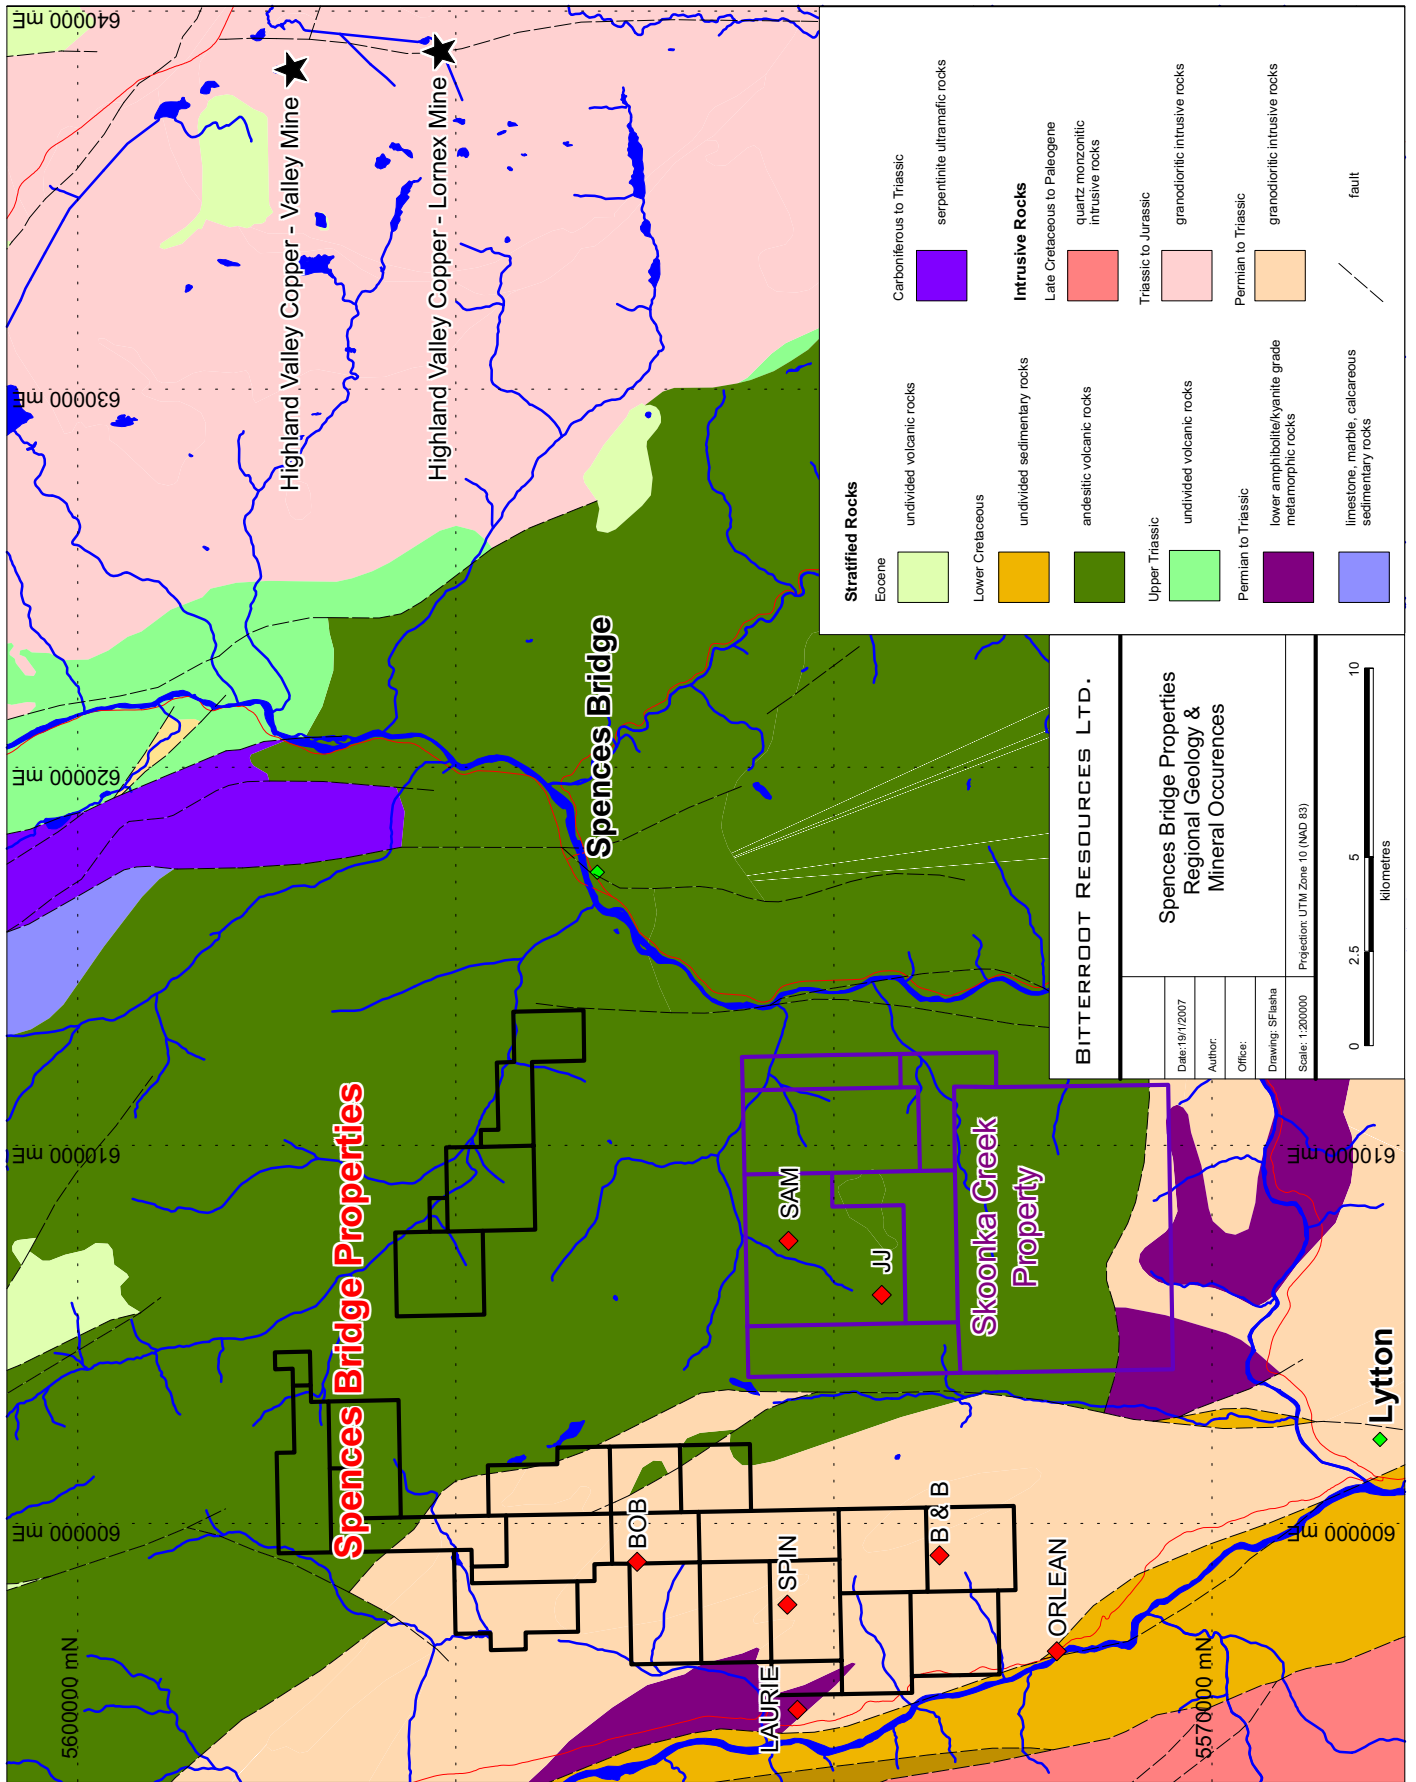 640000 mE
630000 mE
620000 mE
610000 mE
600000 mE
5600000 mN
Highland Valley Copper - Valley Mine
Highland Valley Copper - Lornex Mine
Spences Bridge
Spences Bridge Properties
SAM
JJ
Skoonka Creek
Property
BOB
SPIN
B & B
LAURIE
ORLEAN
Lytton
610000 mE
600000 mE
5570000 mN
Stratified Rocks
Eocene
undivided volcanic rocks
Lower Cretaceous
undivided sedimentary rocks
andesitic volcanic rocks
Upper Triassic
undivided volcanic rocks
Permian to Triassic
lower amphibolite/kyanite grade
metamorphic rocks
limestone, marble, calcareous
sedimentary rocks
Carboniferous to Triassic
serpentinite ultramafic rocks
Intrusive Rocks
Late Cretaceous to Paleogene
quartz monzonitic
intrusive rocks
Triassic to Jurassic
granodioritic intrusive rocks
Permian to Triassic
granodioritic intrusive rocks
fault
BITTERROOT RESOURCES LTD.
Spences Bridge Properties
Regional Geology &
Mineral Occurences
Date:19/1/2007
Author:
Office:
Drawing: SFlasha
Scale: 1:200000
Projection: UTM Zone 10 (NAD 83)
0 2.5 5 10
kilometres